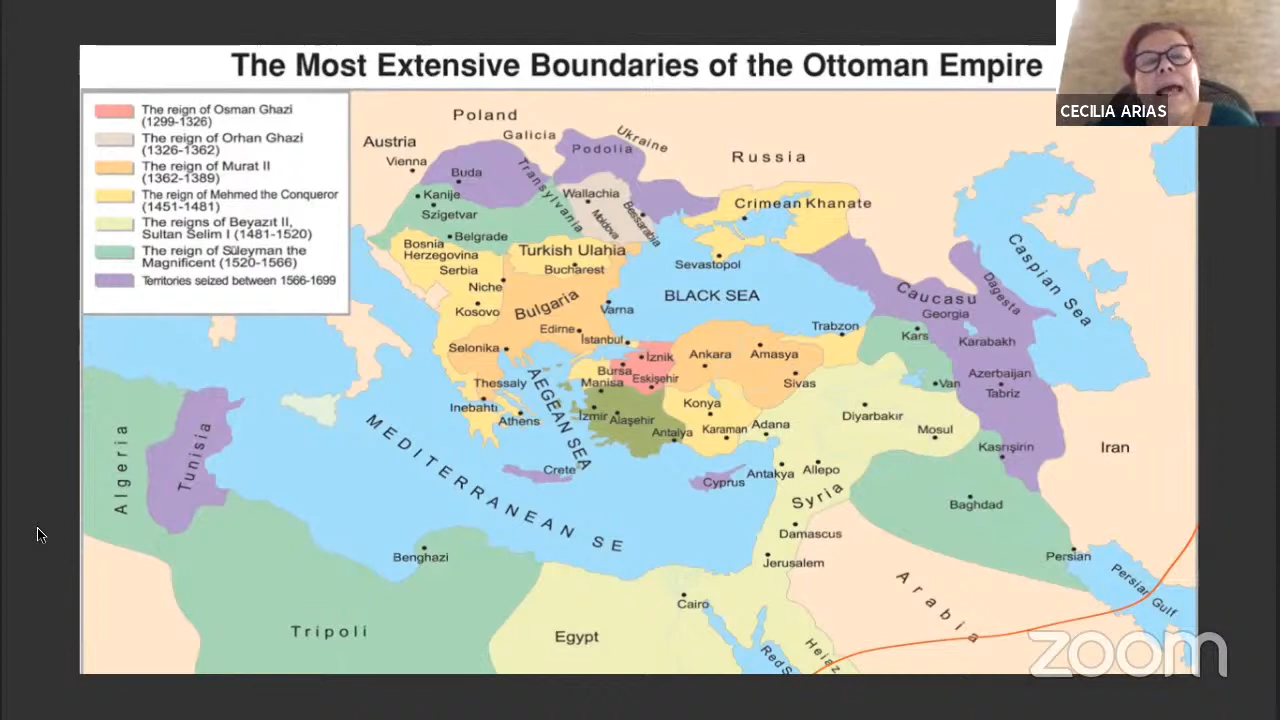 The Most Extensive Boundaries of the Ottoman Empire
CECILIA ARIAS
The reign of Osman Ghazi
(1299-1326)
The reign of Orhan Ghazi
(1326-1362)
The reign of Murat II
(1362-1389)
The reign of Mehmed the Conqueror
(1451-1481)
The reigns of Beyazıt II,
Sultan Selim I (1481-1520)
The reign of Süleyman the
Magnificent (1520-1566)
Territories seized between 1566-1699
Poland
Galicia
Ukraine
Austria
Podolia
Russia
Vienna
Buda
Transylvania
Kanije
Wallachia
Szigetvar
Moldova
Bessarabia
Crimean Khanate
Belgrade
Bosnia
Herzegovina
Turkish Ulahia
Serbia
Bucharest
Sevastopol
Caspian Sea
Niche
BLACK SEA
Dagesta
Caucasu
Bulgaria
Varna
Georgia
Kosovo
Edirne
Trabzon
İstanbul
Kars
Karabakh
Selonika
İznik
Ankara
Amasya
Bursa
Eskişehir
Azerbaijan
Thessaly
Manisa
Sivas
Van
Tabriz
AEGEAN SEA
Inebahtı
Konya
İzmir
Alaşehir
Diyarbakır
Athens
Antalya
Karaman
Adana
Mosul
Algeria
Tunisia
MEDITERRANEAN SE
Kasrışirin
Iran
Crete
Cyprus
Antakya
Allepo
Syria
Baghdad
Damascus
Benghazi
Persian
Jerusalem
Persiar Gulf
Arabia
Cairo
Tripoli
Egypt
Red S
Hejaz
zoom